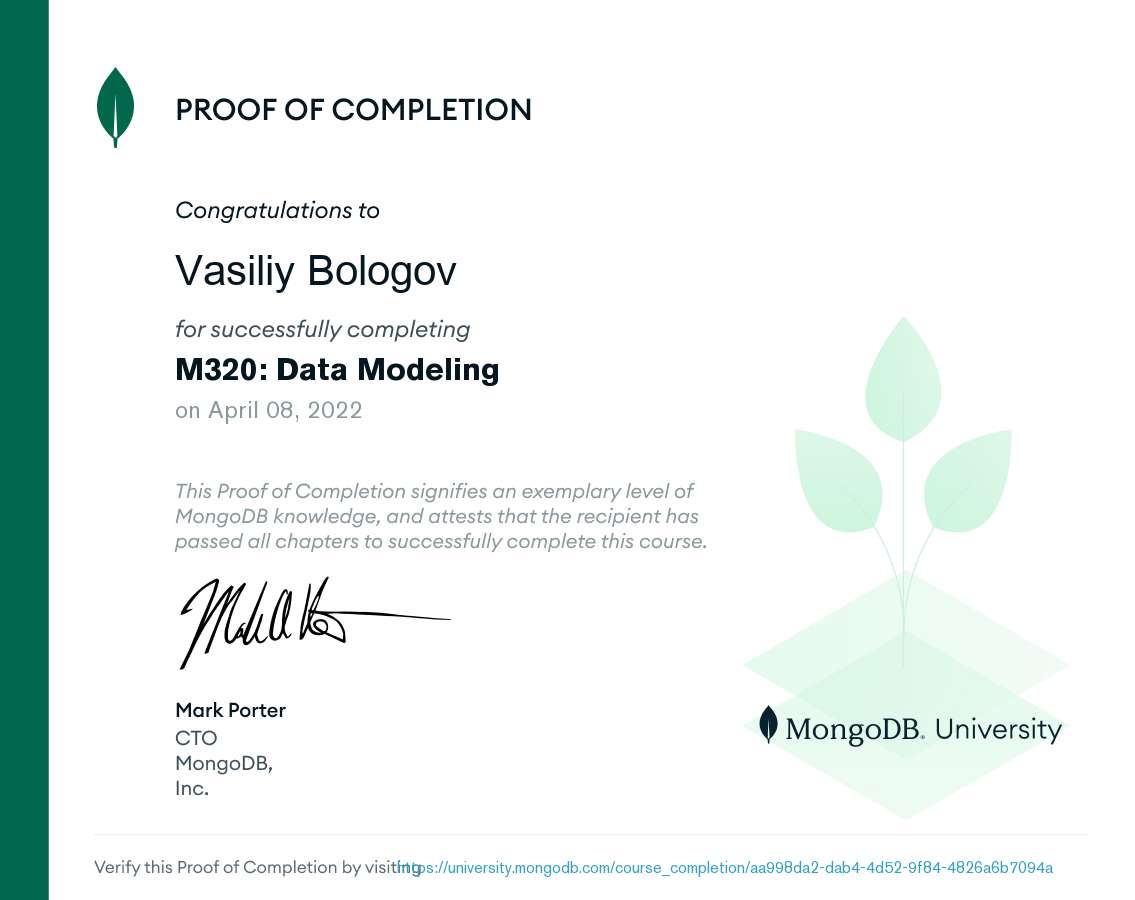 PROOF OF COMPLETION
Congratulations to
Vasiliy Bologov
for successfully completing
M320: Data Modeling
on April 08, 2022
This Proof of Completion signifies an exemplary level of
MongoDB knowledge, and attests that the recipient has
passed all chapters to successfully complete this course.
Mark Porter
CTO
MongoDB,
Inc.
MongoDB. University
Verify this Proof of Completion by visiting https://university.mongodb.com/course_completion/aa998da2-dab4-4d52-9f84-4826a6b7094a